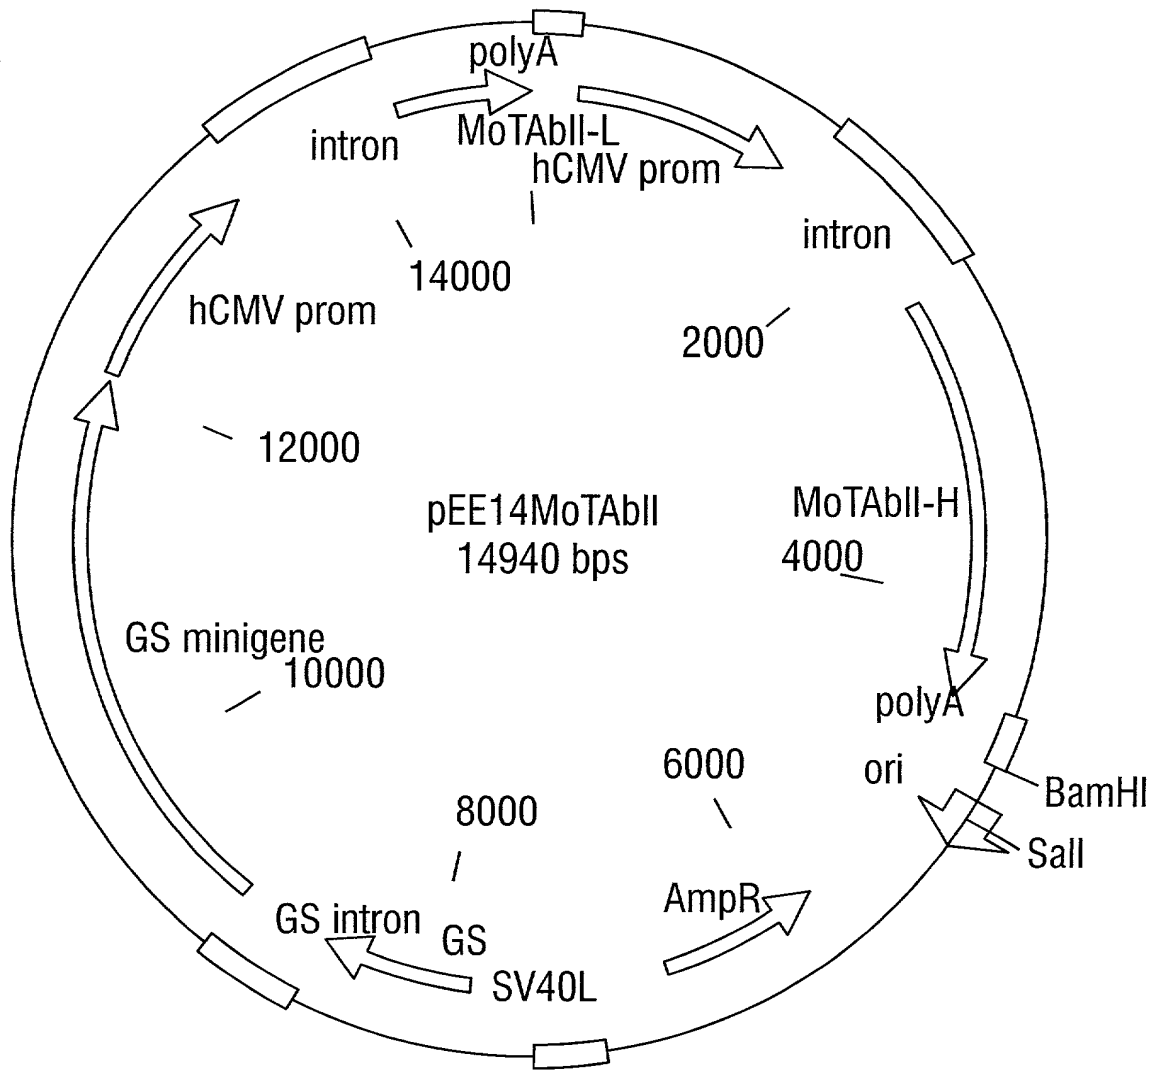 polyA
intron
MoTAbII-L
hCMV prom
intron
14000
hCMV prom
2000
12000
pEE14MoTAbII
14940 bps
MoTAbII-H
4000
GS minigene
10000
polyA
6000
ori
BamHI
8000
SalI
AmpR
GS intron
GS
SV40L